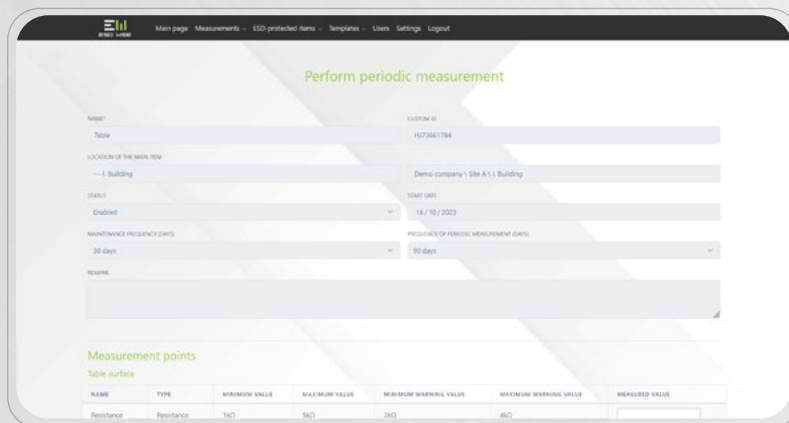 EW
Main page Measurements ESD-protected items Templates Users Settings Logout
Perform periodic measurement
NAME* CUSTOM ID
Table HJ73661784
LOCATION OF THE MAIN ITEM
---I. Building Demo company \ Site A \ I. Building
STATUS START DATE
Enabled 16 / 10 / 2023
MAINTENANCE FREQUENCY (DAYS) FREQUENCY OF PERIODIC MEASUREMENT (DAYS)
30 days 90 days
REMARK
Measurement points
Table surface
NAME TYPE MINIMUM VALUE MAXIMUM VALUE MINIMUM WARNING VALUE MAXIMUM WARNING VALUE MEASURED VALUE
Resistance Resistance 1kΩ 5kΩ 2kΩ 4kΩ